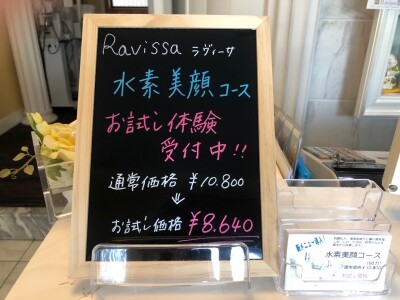 Ravissa ラヴィーサ
水素美顔コース
お試し体験
受付中!!
通常価格 ¥10.800
↓
お試し価格 ¥8.640
水素美顔コース